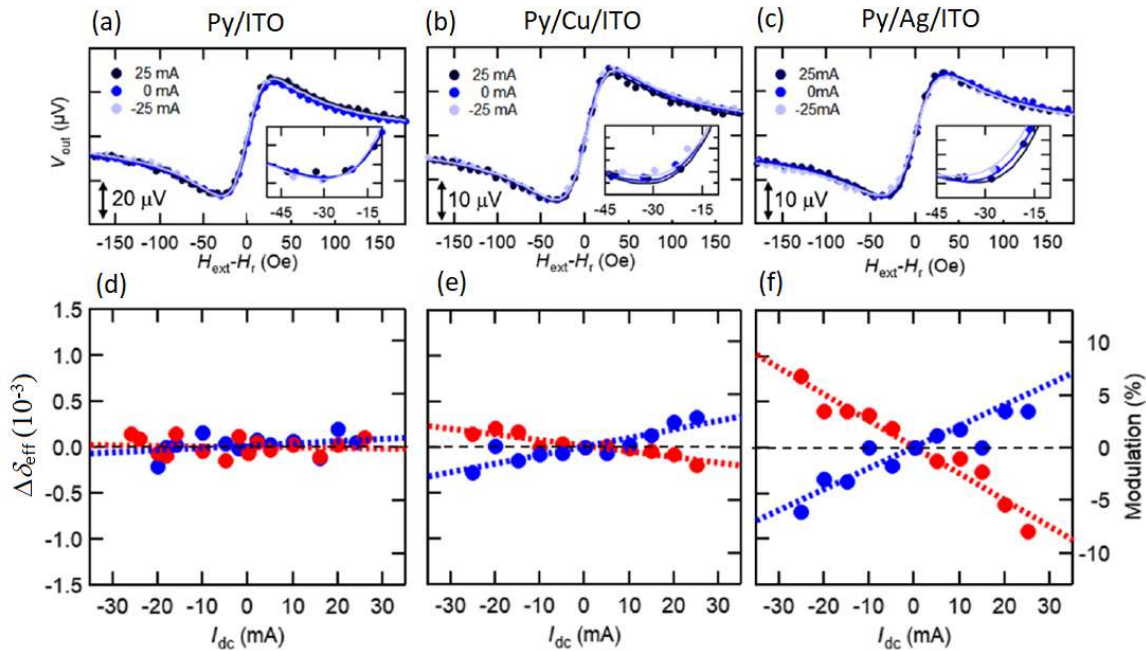 (a) Py/ITO
(b) Py/Cu/ITO
(c) Py/Ag/ITO
25 mA
0 mA
-25 mA
25 mA
0 mA
-25 mA
25mA
0mA
-25mA
Vout (µV)
20 µV
10 µV
10 µV
-45 -30 -15
-45 -30 -15
-45 -30 -15
-150 -100 -50 0 50 100 150
-150 -100 -50 0 50 100 150
-150 -100 -50 0 50 100 150
Hext-Hr (Oe)
Hext-Hr (Oe)
Hext-Hr (Oe)
(d)
(e)
(f)
1.5
1.0
0.5
0.0
-0.5
-1.0
-1.5
Δδeff (10-3)
10
5
0
-5
-10
Modulation (%)
-30 -20 -10 0 10 20 30
-30 -20 -10 0 10 20 30
-30 -20 -10 0 10 20 30
Idc (mA)
Idc (mA)
Idc (mA)